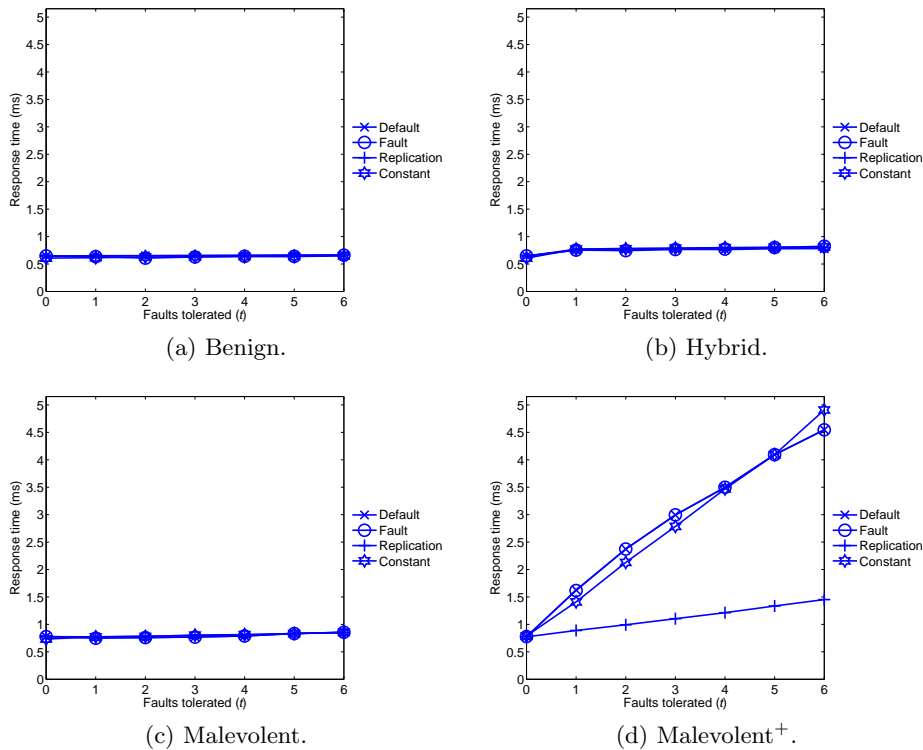 5
4.5
4
3.5
3
2.5
2
1.5
1
0.5
0
Response time (ms)
0 1 2 3 4 5 6
Faults tolerated (t)
Default
Fault
Replication
Constant
(a) Benign.
5
4.5
4
3.5
3
2.5
2
1.5
1
0.5
0
Response time (ms)
0 1 2 3 4 5 6
Faults tolerated (t)
Default
Fault
Replication
Constant
(b) Hybrid.
5
4.5
4
3.5
3
2.5
2
1.5
1
0.5
0
Response time (ms)
0 1 2 3 4 5 6
Faults tolerated (t)
Default
Fault
Replication
Constant
(c) Malevolent.
5
4.5
4
3.5
3
2.5
2
1.5
1
0.5
0
Response time (ms)
0 1 2 3 4 5 6
Faults tolerated (t)
Default
Fault
Replication
Constant
(d) Malevolent⁺.